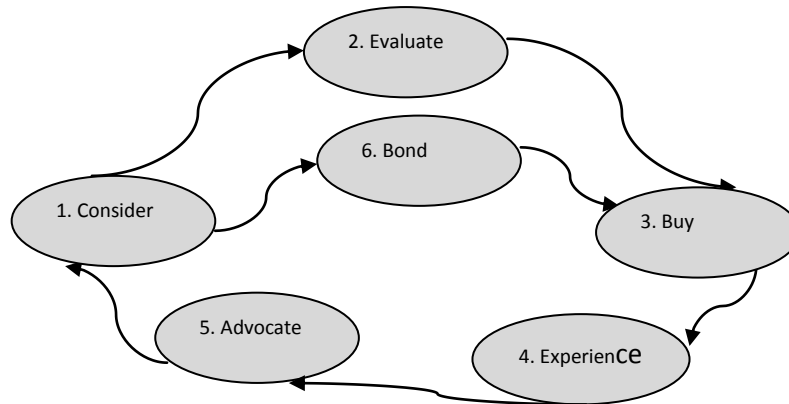 2. Evaluate
6. Bond
1. Consider
3. Buy
5. Advocate
4. Experience